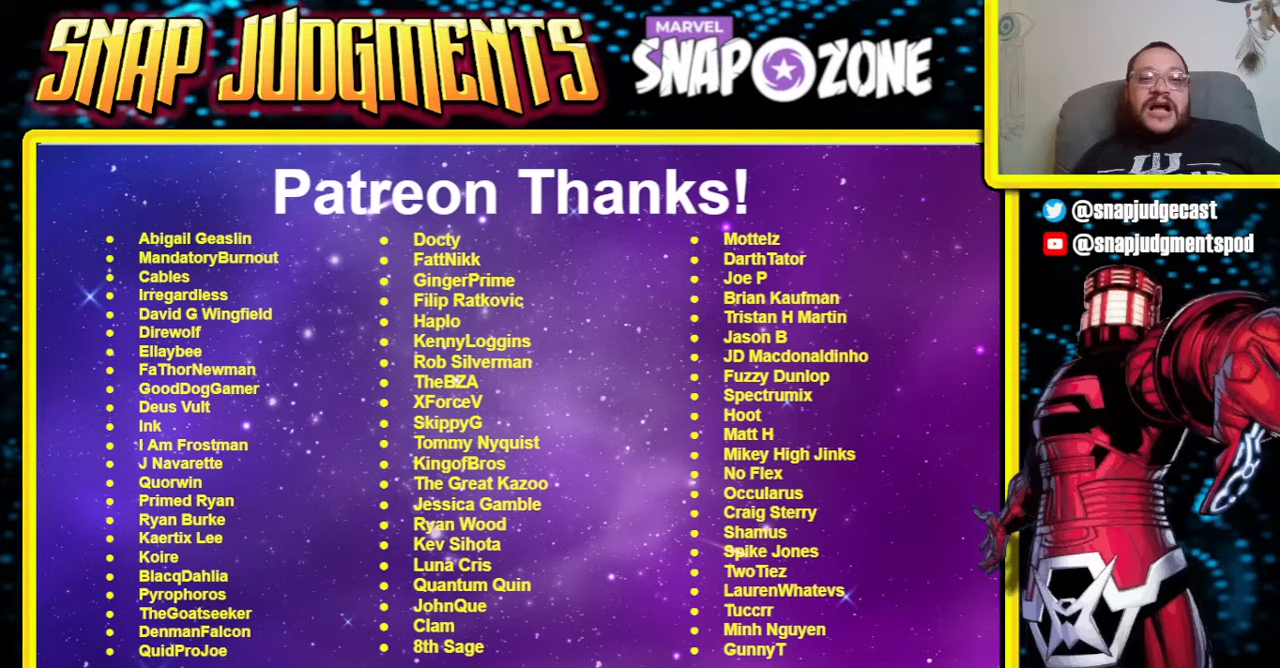 SNAP JUDGMENTS
MARVEL
SNAP ZONE
Patreon Thanks!
Abigail Geaslin
MandatoryBurnout
Cables
Irregardless
David G Wingfield
Direwolf
Ellaybee
FaThorNewman
GoodDogGamer
Deus Vult
Ink
I Am Frostman
J Navarette
Quorwin
Primed Ryan
Ryan Burke
Kaertix Lee
Koire
BlacqDahlia
Pyrophoros
TheGoatseeker
DenmanFalcon
QuidProJoe
Docty
FattNikk
GingerPrime
Filip Ratkovic
Haplo
KennyLoggins
Rob Silverman
TheBZA
XForceV
SkippyG
Tommy Nyquist
KingofBros
The Great Kazoo
Jessica Gamble
Ryan Wood
Kev Sihota
Luna Cris
Quantum Quin
JohnQue
Clam
8th Sage
Mottelz
DarthTator
Joe P
Brian Kaufman
Tristan H Martin
Jason B
JD Macdonaldinho
Fuzzy Dunlop
Spectrumix
Hoot
Matt H
Mikey High Jinks
No Flex
Occularus
Craig Sterry
Shamus
Spike Jones
TwoTiez
LaurenWhatevs
Tuccrr
Minh Nguyen
GunnyT
@snapjudgecast
@snapjudgmentspod